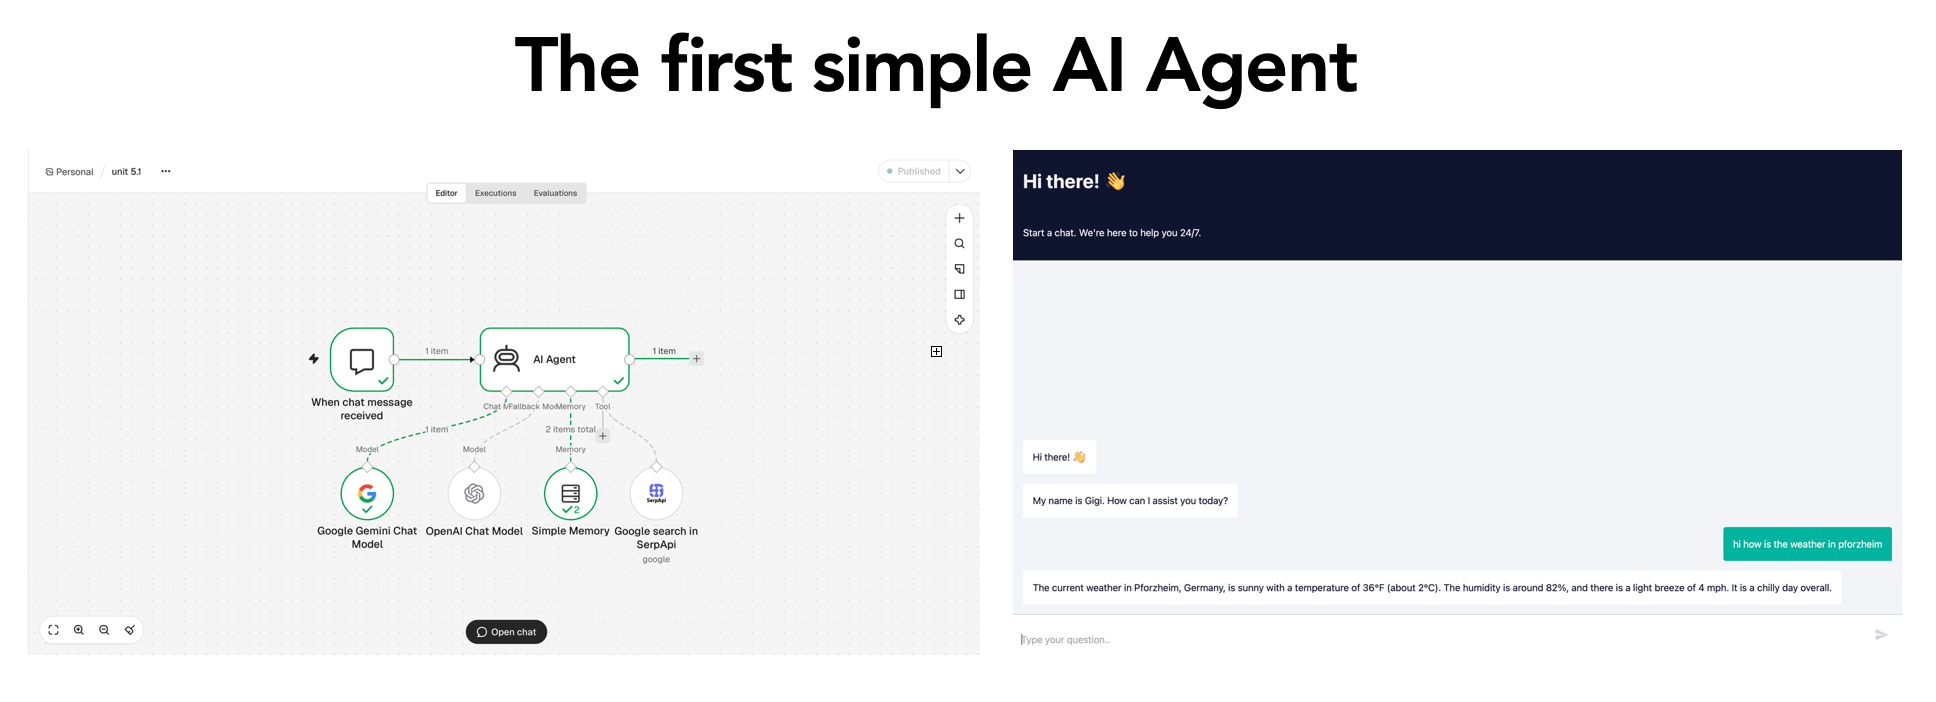 The first simple AI Agent
Personal / unit 5.1 ...
Published
Editor Executions Evaluations
1 item
AI Agent
1 item
When chat message
received
Chat M Fallback Mod Memory Tool
1 item
2 items total
Model Model Memory
2
SerpApi
Google Gemini Chat
Model
OpenAI Chat Model
Simple Memory
Google search in
SerpApi
google
Open chat
Hi there! 👋
Start a chat. We're here to help you 24/7.
Hi there! 👋
My name is Gigi. How can I assist you today?
hi how is the weather in pforzheim
The current weather in Pforzheim, Germany, is sunny with a temperature of 36°F (about 2°C). The humidity is around 82%, and there is a light breeze of 4 mph. It is a chilly day overall.
Type your question..